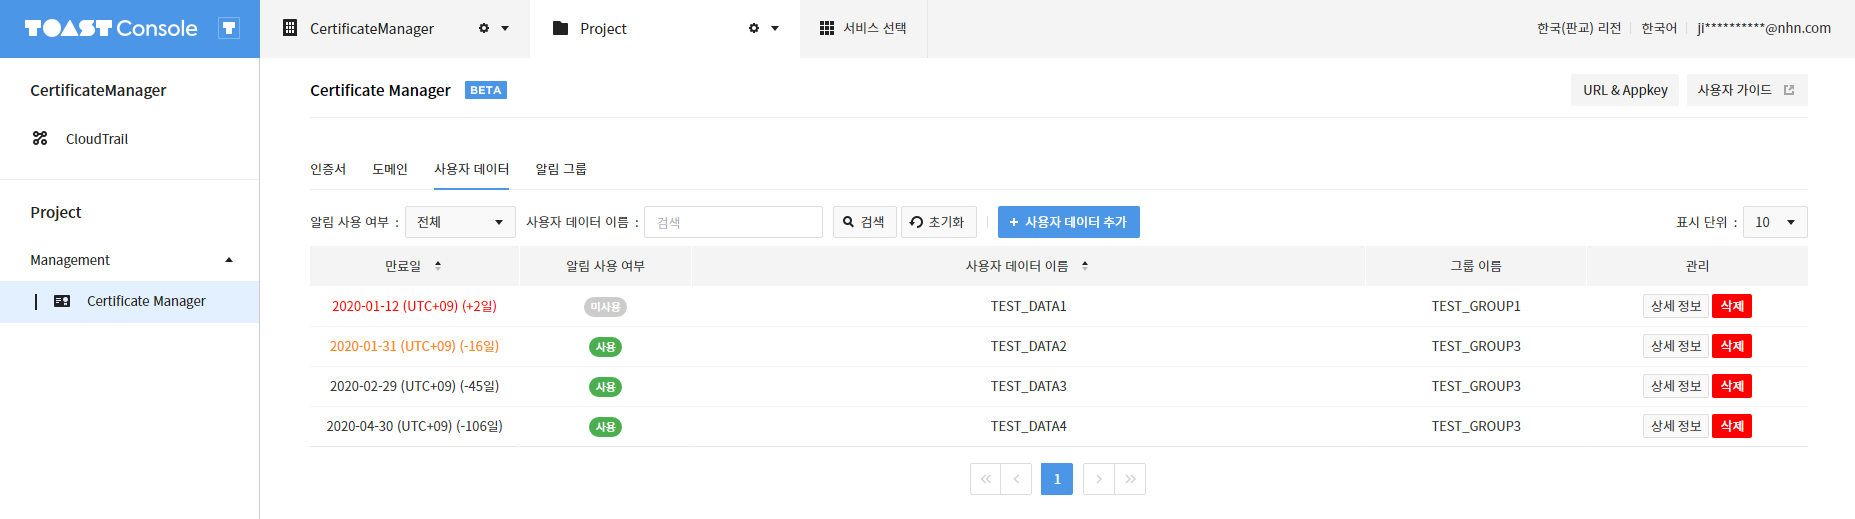 TOAST Console T
CertificateManager
Project
서비스 선택
한국(판교) 리전
한국어
ji**********@nhn.com
CertificateManager
CloudTrail
Project
Management
Certificate Manager
Certificate Manager BETA
URL & Appkey
사용자 가이드
인증서 도메인 사용자 데이터 알림 그룹
알림 사용 여부 : 전체 사용자 데이터 이름 : 검색 검색 초기화 + 사용자 데이터 추가 표시 단위 : 10
만료일 알림 사용 여부 사용자 데이터 이름 그룹 이름 관리
2020-01-12 (UTC+09) (+2일) 미사용 TEST_DATA1 TEST_GROUP1 상세 정보 삭제
2020-01-31 (UTC+09) (-16일) 사용 TEST_DATA2 TEST_GROUP3 상세 정보 삭제
2020-02-29 (UTC+09) (-45일) 사용 TEST_DATA3 TEST_GROUP3 상세 정보 삭제
2020-04-30 (UTC+09) (-106일) 사용 TEST_DATA4 TEST_GROUP3 상세 정보 삭제
1